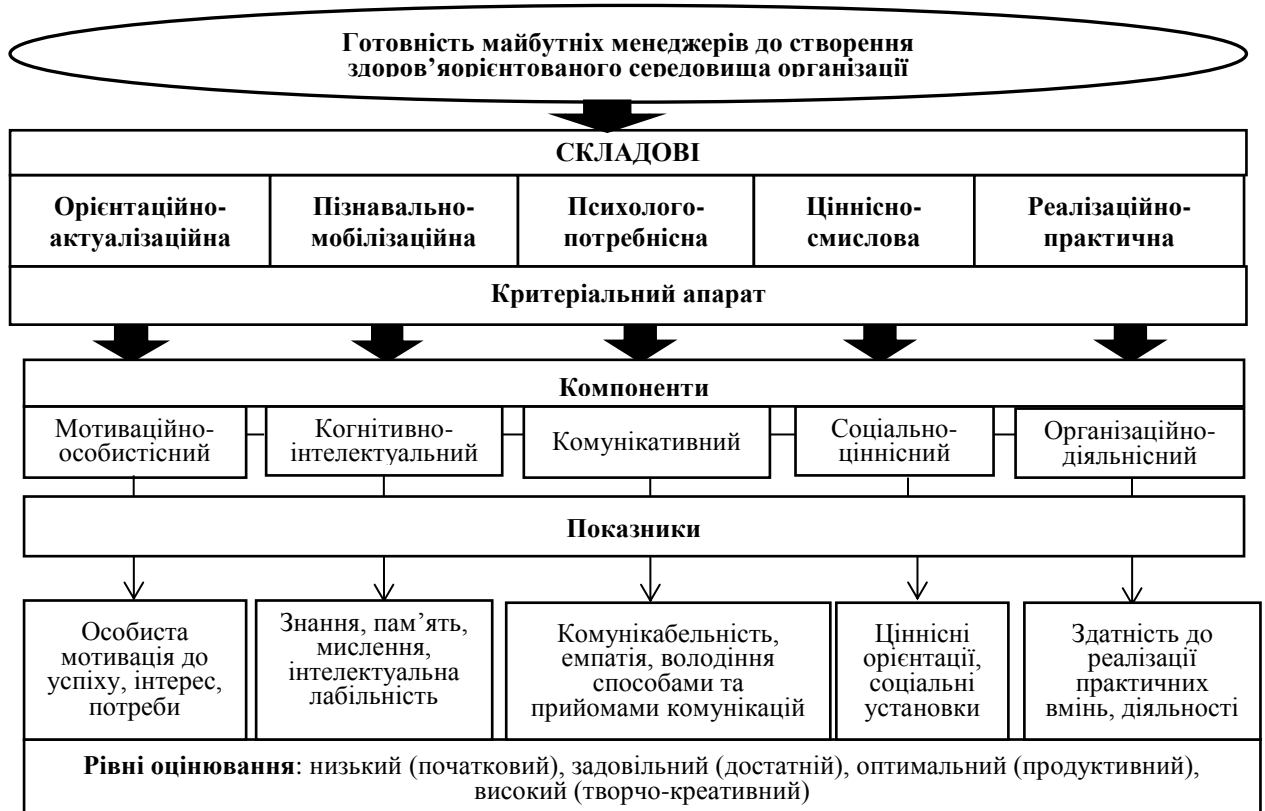 Готовність майбутніх менеджерів до створення
здоров’яорієнтованого середовища організації
СКЛАДОВІ
Орієнтаційно-
актуалізаційна
Пізнавально-
мобілізаційна
Психолого-
потребнісна
Ціннісно-
смислова
Реалізаційно-
практична
Критеріальний апарат
Компоненти
Мотиваційно-
особистісний
Когнітивно-
інтелектуальний
Комунікативний
Соціально-
ціннісний
Організаційно-
діяльнісний
Показники
Особиста
мотивація до
успіху, інтерес,
потреби
Знання, пам’ять,
мислення,
інтелектуальна
лабільність
Комунікабельність,
емпатія, володіння
способами та
прийомами комунікацій
Ціннісні
орієнтації,
соціальні
установки
Здатність до
реалізації
практичних
вмінь, діяльності
Рівні оцінювання: низький (початковий), задовільний (достатній), оптимальний (продуктивний),
високий (творчо-креативний)